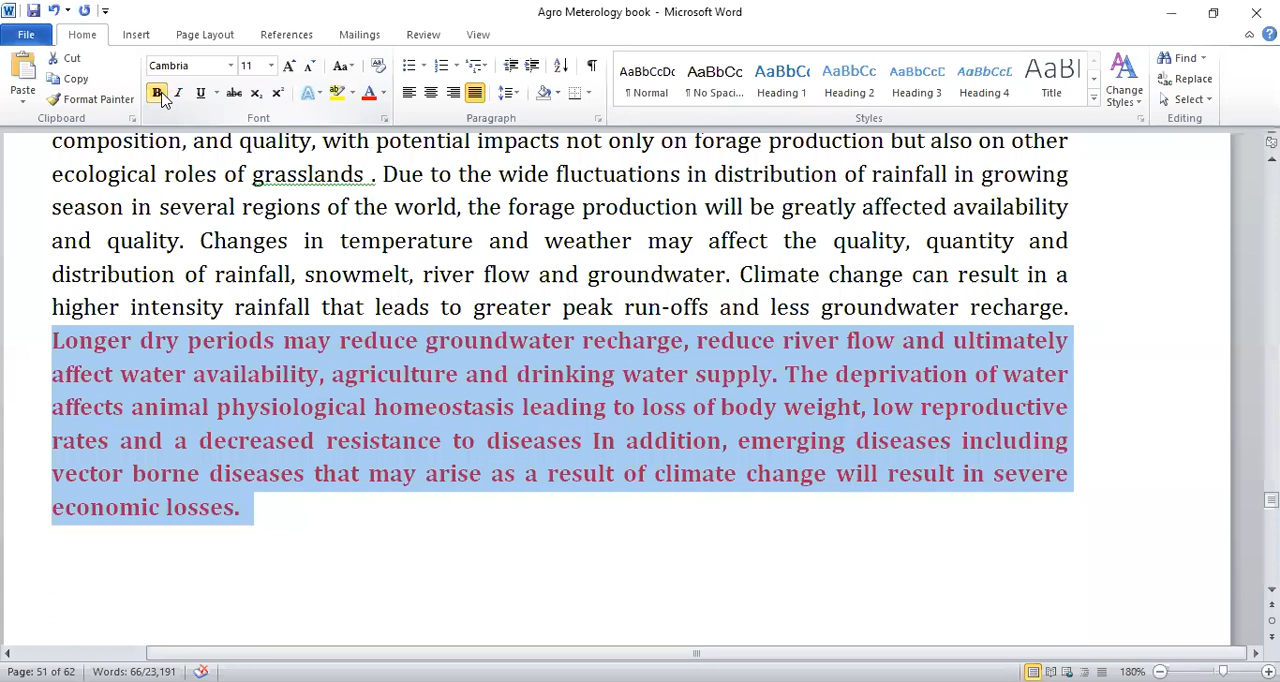 Agro Meterology book - Microsoft Word
File Home Insert Page Layout References Mailings Review View
Cut
Copy
Format Painter
Paste
Clipboard
Cambria 11
B I U abc X₂ X²
Font
Paragraph
AaBbCcDc AaBbCc AaBbC AaBbCc AaBbCcD AaBbCcD AaBl
¶ Normal ¶ No Spaci... Heading 1 Heading 2 Heading 3 Heading 4 Title
Change Styles
Styles
Find
Replace
Select
Editing
composition, and quality, with potential impacts not only on forage production but also on other
ecological roles of grasslands . Due to the wide fluctuations in distribution of rainfall in growing
season in several regions of the world, the forage production will be greatly affected availability
and quality. Changes in temperature and weather may affect the quality, quantity and
distribution of rainfall, snowmelt, river flow and groundwater. Climate change can result in a
higher intensity rainfall that leads to greater peak run-offs and less groundwater recharge.
Longer dry periods may reduce groundwater recharge, reduce river flow and ultimately
affect water availability, agriculture and drinking water supply. The deprivation of water
affects animal physiological homeostasis leading to loss of body weight, low reproductive
rates and a decreased resistance to diseases In addition, emerging diseases including
vector borne diseases that may arise as a result of climate change will result in severe
economic losses.
Page: 51 of 62 Words: 66/23,191 180%